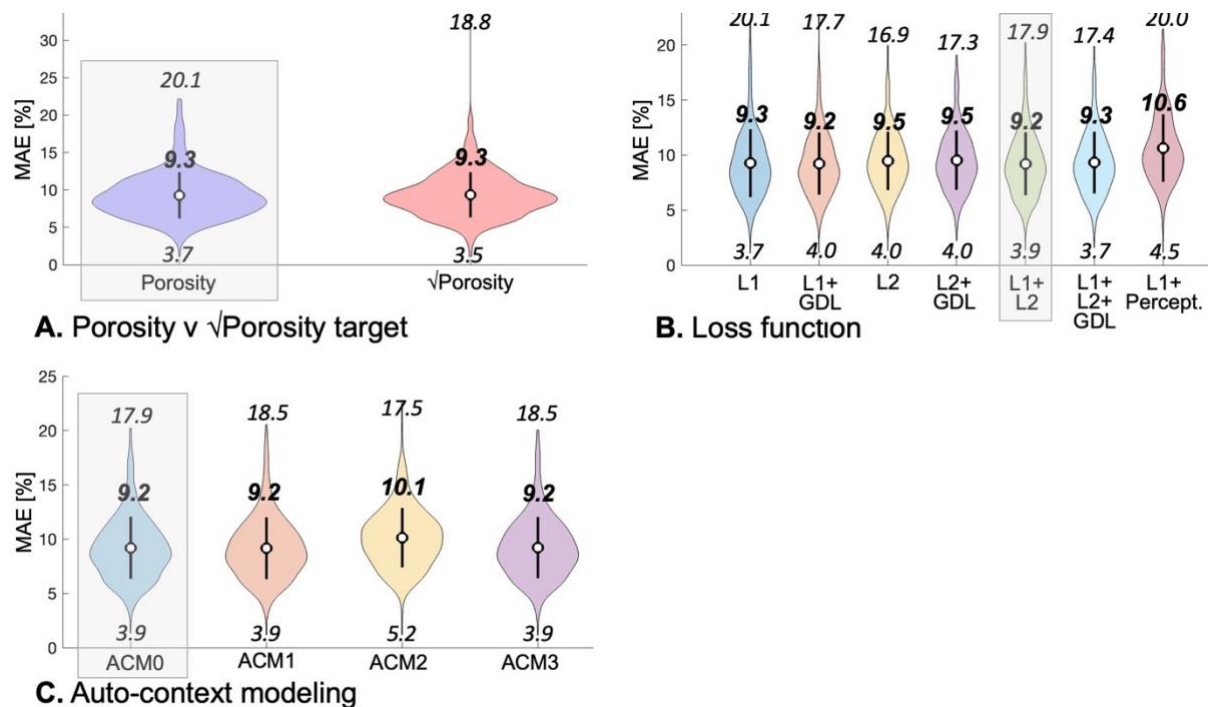 18.8
30
25
20
15
10
5
0
MAE [%]
20.1
9.3
9.3
3.7
3.5
Porosity
√Porosity
A. Porosity v √Porosity target
20.1
17.7
16.9
17.3
17.9
17.4
20.0
20
15
10
5
0
MAE [%]
9.3
9.2
9.5
9.5
9.2
9.3
10.6
3.7
4.0
4.0
4.0
3.9
3.7
4.5
L1
L1+
GDL
L2
L2+
GDL
L1+
L2
L1+
L2+
GDL
L1+
Percept.
B. Loss function
25
20
15
10
5
0
MAE [%]
17.9
18.5
17.5
18.5
9.2
9.2
10.1
9.2
3.9
3.9
5.2
3.9
ACM0
ACM1
ACM2
ACM3
C. Auto-context modeling